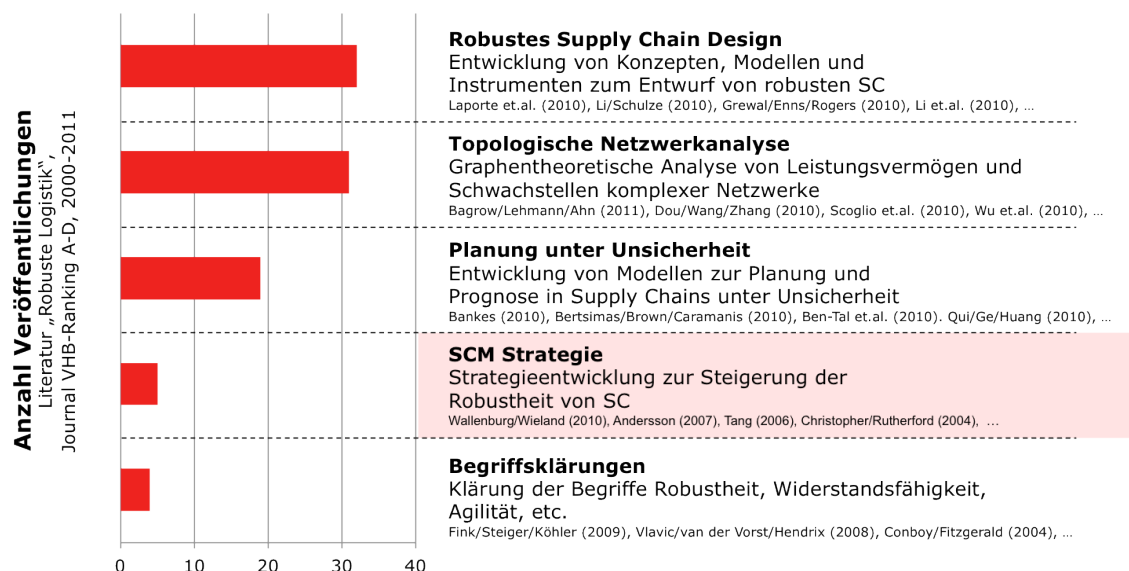 Anzahl Veröffentlichungen
Literatur „Robuste Logistik“,
Journal VHB-Ranking A-D, 2000-2011
Robustes Supply Chain Design
Entwicklung von Konzepten, Modellen und
Instrumenten zum Entwurf von robusten SC
Laporte et.al. (2010), Li/Schulze (2010), Grewal/Enns/Rogers (2010), Li et.al. (2010), …
Topologische Netzwerkanalyse
Graphentheoretische Analyse von Leistungsvermögen und
Schwachstellen komplexer Netzwerke
Bagrow/Lehmann/Ahn (2011), Dou/Wang/Zhang (2010), Scoglio et.al. (2010), Wu et.al. (2010), …
Planung unter Unsicherheit
Entwicklung von Modellen zur Planung und
Prognose in Supply Chains unter Unsicherheit
Bankes (2010), Bertsimas/Brown/Caramanis (2010), Ben-Tal et.al. (2010). Qui/Ge/Huang (2010), …
SCM Strategie
Strategieentwicklung zur Steigerung der
Robustheit von SC
Wallenburg/Wieland (2010), Andersson (2007), Tang (2006), Christopher/Rutherford (2004), …
Begriffsklärungen
Klärung der Begriffe Robustheit, Widerstandsfähigkeit,
Agilität, etc.
Fink/Steiger/Köhler (2009), Vlavic/van der Vorst/Hendrix (2008), Conboy/Fitzgerald (2004), …
0 10 20 30 40